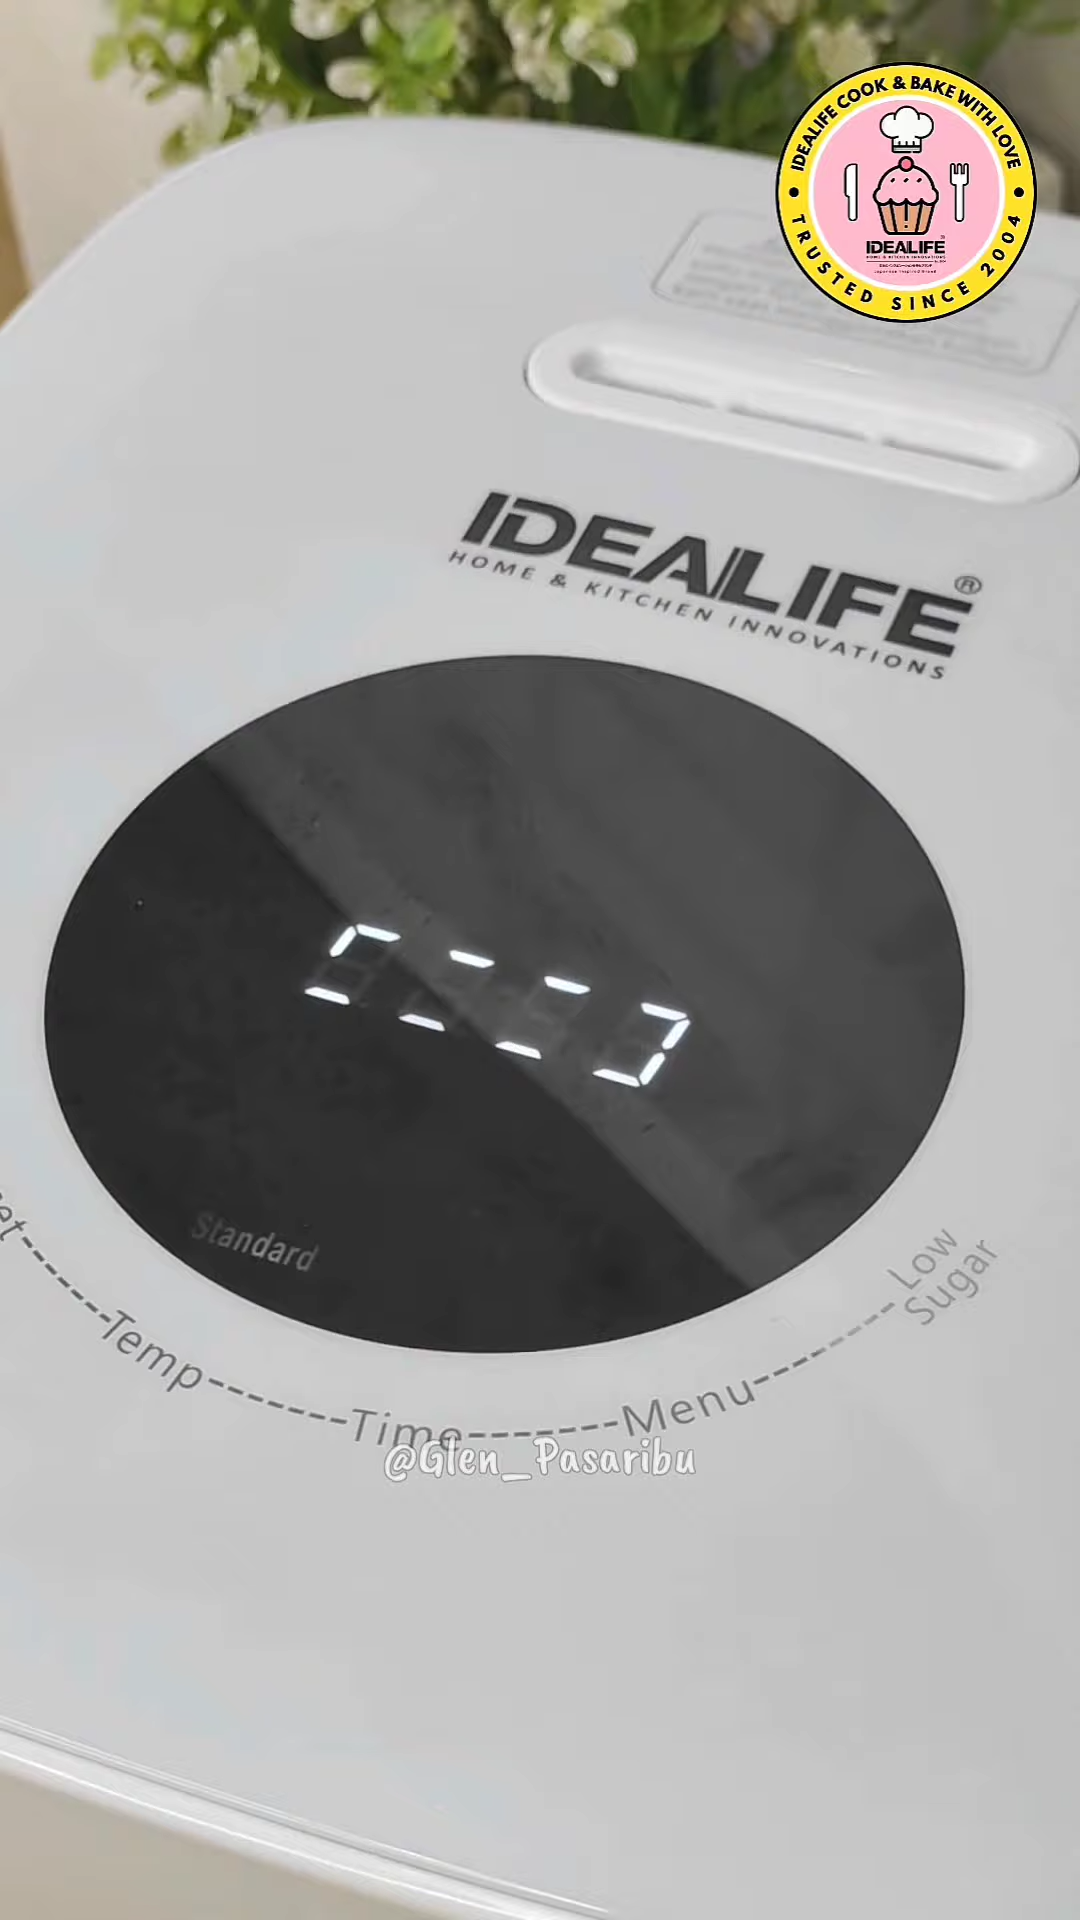 IDEALIFE COOK & BAKE WITH LOVE
IDEALIFE
TRUSTED SINCE 2004
IDEALIFE®
HOME & KITCHEN INNOVATIONS
Standard
Low
Sugar
Temp
Time
Menu
@Glen_Pasaribu